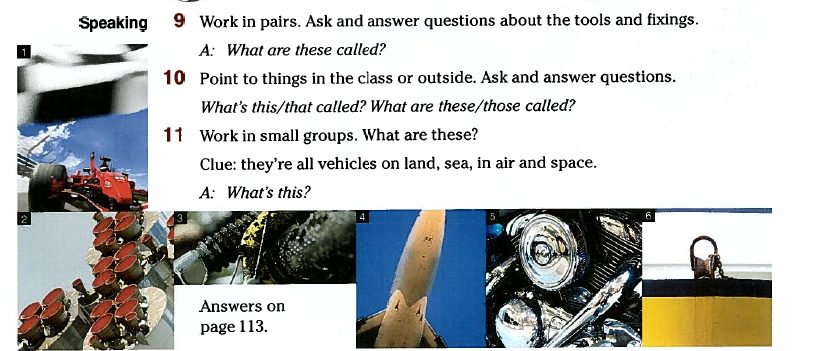 Speaking
9 Work in pairs. Ask and answer questions about the tools and fixings.
A: What are these called?
10 Point to things in the class or outside. Ask and answer questions.
What's this/that called? What are these/those called?
11 Work in small groups. What are these?
Clue: they're all vehicles on land, sea, in air and space.
A: What's this?
1
2
3
4
5
6
Answers on
page 113.